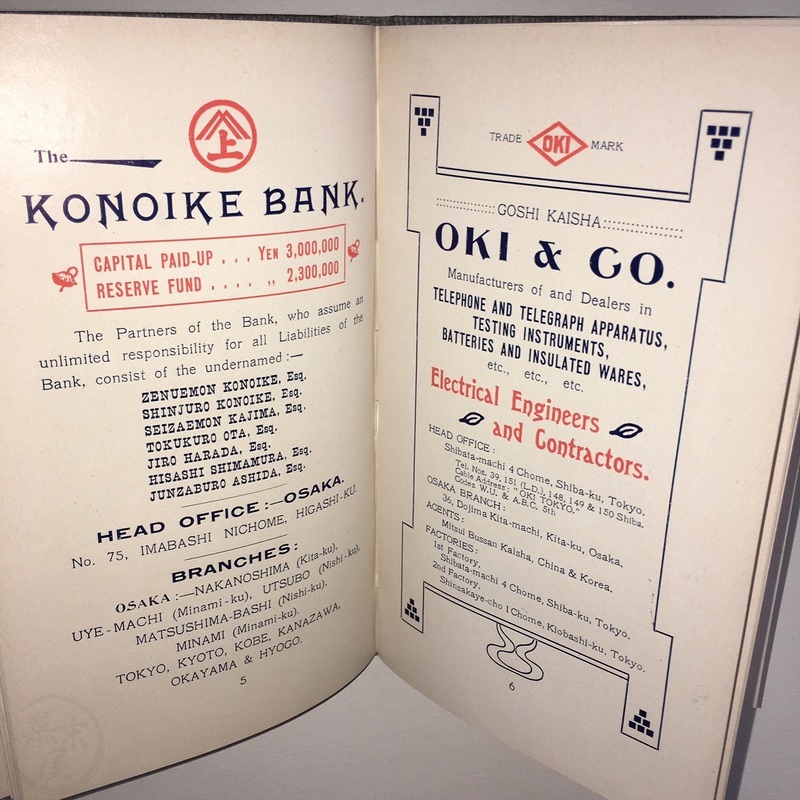 上
The
KONOIKE BANK.
CAPITAL PAID-UP . . . YEN 3,000,000
RESERVE FUND . . . . ,, 2,300,000
The Partners of the Bank, who assume an
unlimited responsibility for all Liabilities of the
Bank, consist of the undernamed :—
ZENUEMON KONOIKE, Esq.
SHINJURO KONOIKE, Esq.
SEIZAEMON KAJIMA, Esq.
TOKUKURO OTA, Esq.
JIRO HARADA, Esq.
HISASHI SHIMAMURA, Esq.
JUNZABURO ASHIDA, Esq.
HEAD OFFICE :—OSAKA.
No. 75, IMABASHI NICHOME, HIGASHI-KU.
BRANCHES :
OSAKA :—NAKANOSHIMA (Kita-ku),
UYE-MACHI (Minami-ku), UTSUBO (Nishi-ku),
MATSUSHIMA-BASHI (Nishi-ku),
MINAMI (Minami-ku).
TOKYO, KYOTO, KOBE, KANAZAWA,
OKAYAMA & HYOGO.
5
TRADE OKI MARK
GOSHI KAISHA
OKI & CO.
Manufacturers of and Dealers in
TELEPHONE AND TELEGRAPH APPARATUS,
TESTING INSTRUMENTS,
BATTERIES AND INSULATED WARES,
etc., etc., etc.
Electrical Engineers
and Contractors.
HEAD OFFICE :
Shibata-machi 4 Chome, Shiba-ku, Tokyo.
Tel. Nos. 39, 151 (L.D.), 148, 149 & 150 Shiba.
Cable Address: "OKI TOKYO."
Codes W.U. & A.B.C. 5th
OSAKA BRANCH :
36, Dojima Kita-machi, Kita-ku, Osaka.
AGENTS :
Mitsui Bussan Kaisha, China & Korea.
FACTORIES :
1st Factory,
Shibata-machi 4 Chome, Shiba-ku, Tokyo.
2nd Factory,
Shinsakaye-cho 1 Chome, Kiobashi-ku, Tokyo.
6